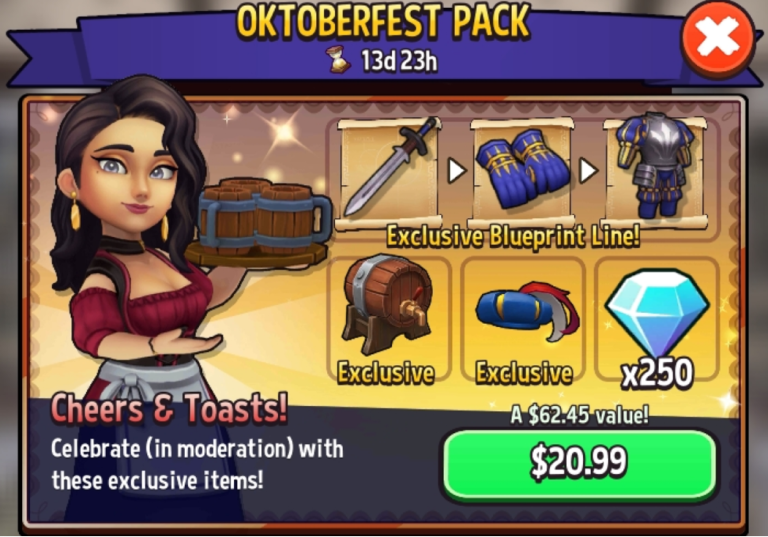 OKTOBERFEST PACK
13d 23h
Exclusive Blueprint Line!
Exclusive
Exclusive
x250
Cheers & Toasts!
Celebrate (in moderation) with
these exclusive items!
A $62.45 value!
$20.99